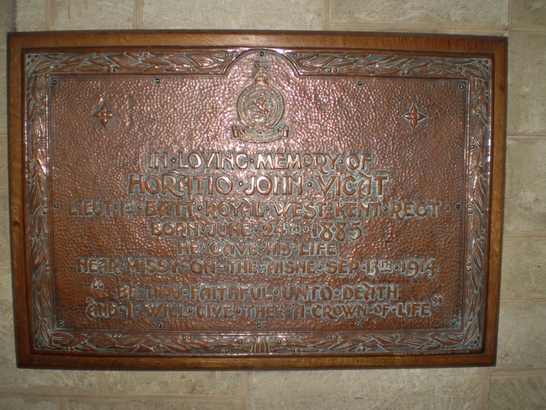 IN·LOVING·MEMORY·OF
HORATIO·JOHN·VICAT
LIEUT·1ST·BATT·ROYAL·WEST·KENT·REGT·
BORN·JUNE·24TH·1885
HE·GAVE·HIS·LIFE
NEAR·MISSY·ON·THE·AISNE·SEP·13TH·1914
"BE·THOU·FAITHFUL·UNTO·DEATH
AND·I·WILL·GIVE·THEE·A·CROWN·OF·LIFE"